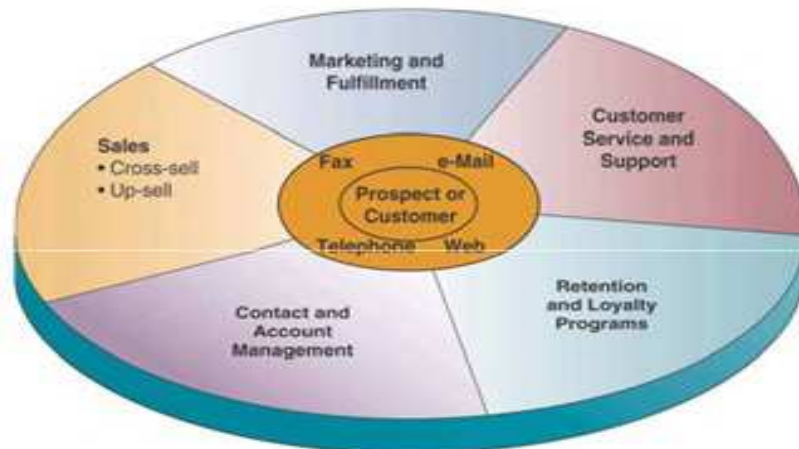 Marketing and
Fulfillment
Customer
Service and
Support
Sales
• Cross-sell
• Up-sell
Fax e-Mail
Prospect or
Customer
Telephone Web
Retention
and Loyalty
Programs
Contact and
Account
Management